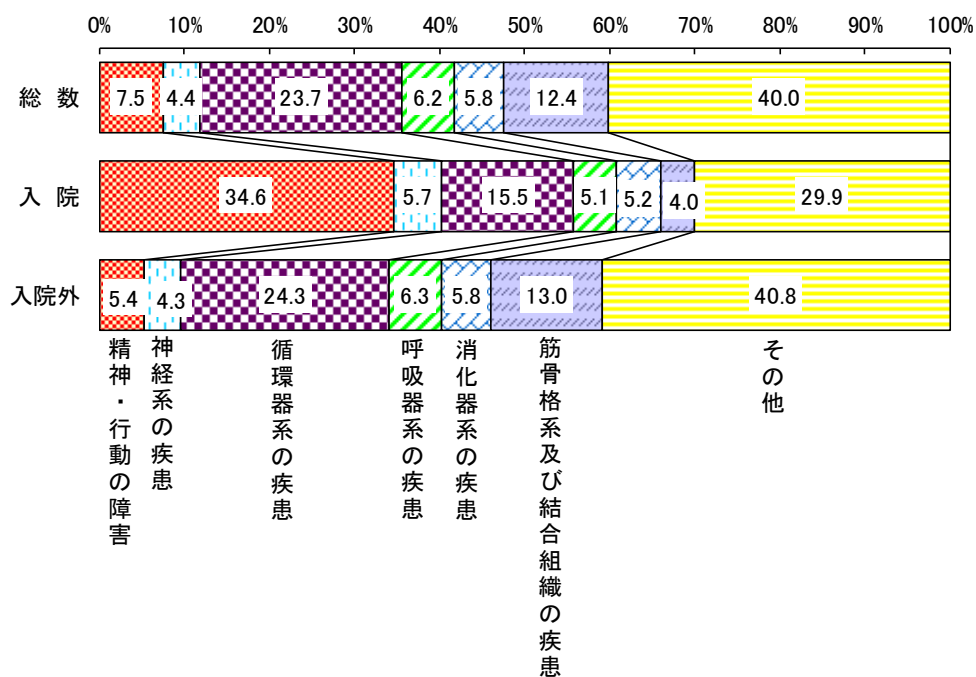 0% 10% 20% 30% 40% 50% 60% 70% 80% 90% 100%
総 数 7.5 4.4 23.7 6.2 5.8 12.4 40.0
入 院 34.6 5.7 15.5 5.1 5.2 4.0 29.9
入院外 5.4 4.3 24.3 6.3 5.8 13.0 40.8
精神・行動の障害
神経系の疾患
循環器系の疾患
呼吸器系の疾患
消化器系の疾患
筋骨格系及び結合組織の疾患
その他